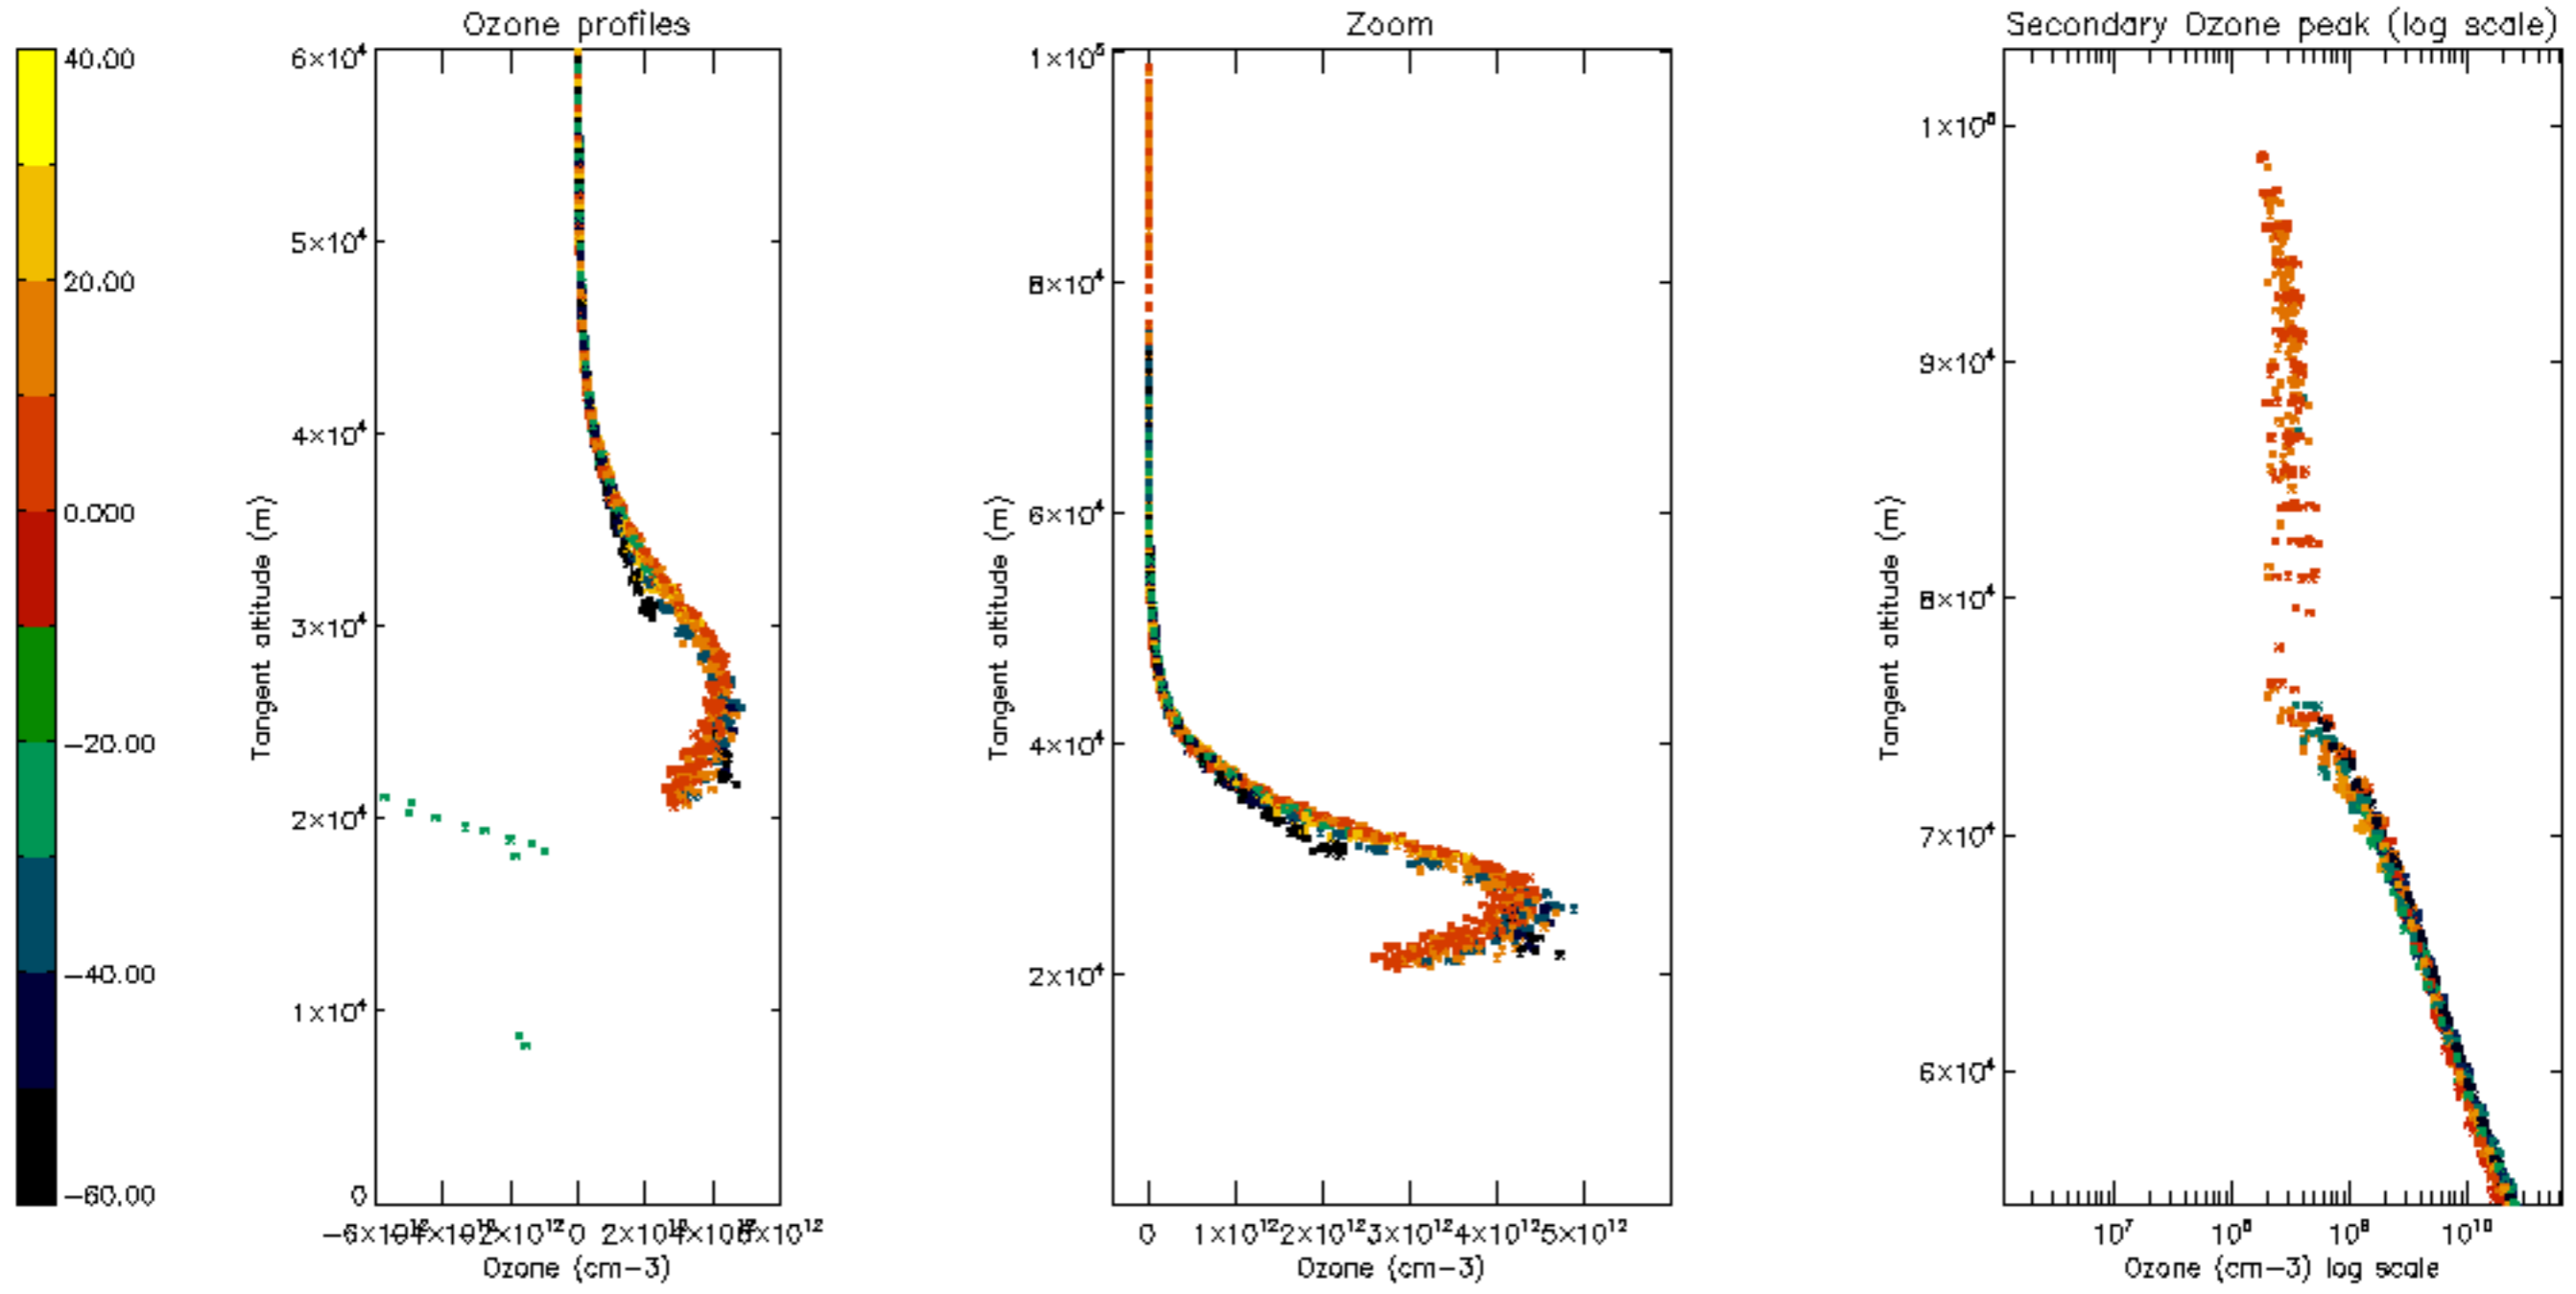 Ozone profiles
Zoom
Secondary Ozone peak (log scale)
40.00
20.00
0.000
-20.00
-40.00
-60.00
6×10⁴
5×10⁴
4×10⁴
3×10⁴
2×10⁴
1×10⁴
0
Tangent altitude (m)
0
Ozone (cm-3)
1×10⁵
8×10⁴
6×10⁴
4×10⁴
2×10⁴
Tangent altitude (m)
0 1×10¹² 2×10¹² 3×10¹² 4×10¹² 5×10¹²
Ozone (cm-3)
1×10⁵
9×10⁴
8×10⁴
7×10⁴
6×10⁴
Tangent altitude (m)
10⁷ 10⁸ 10⁹ 10¹⁰
Ozone (cm-3) log scale